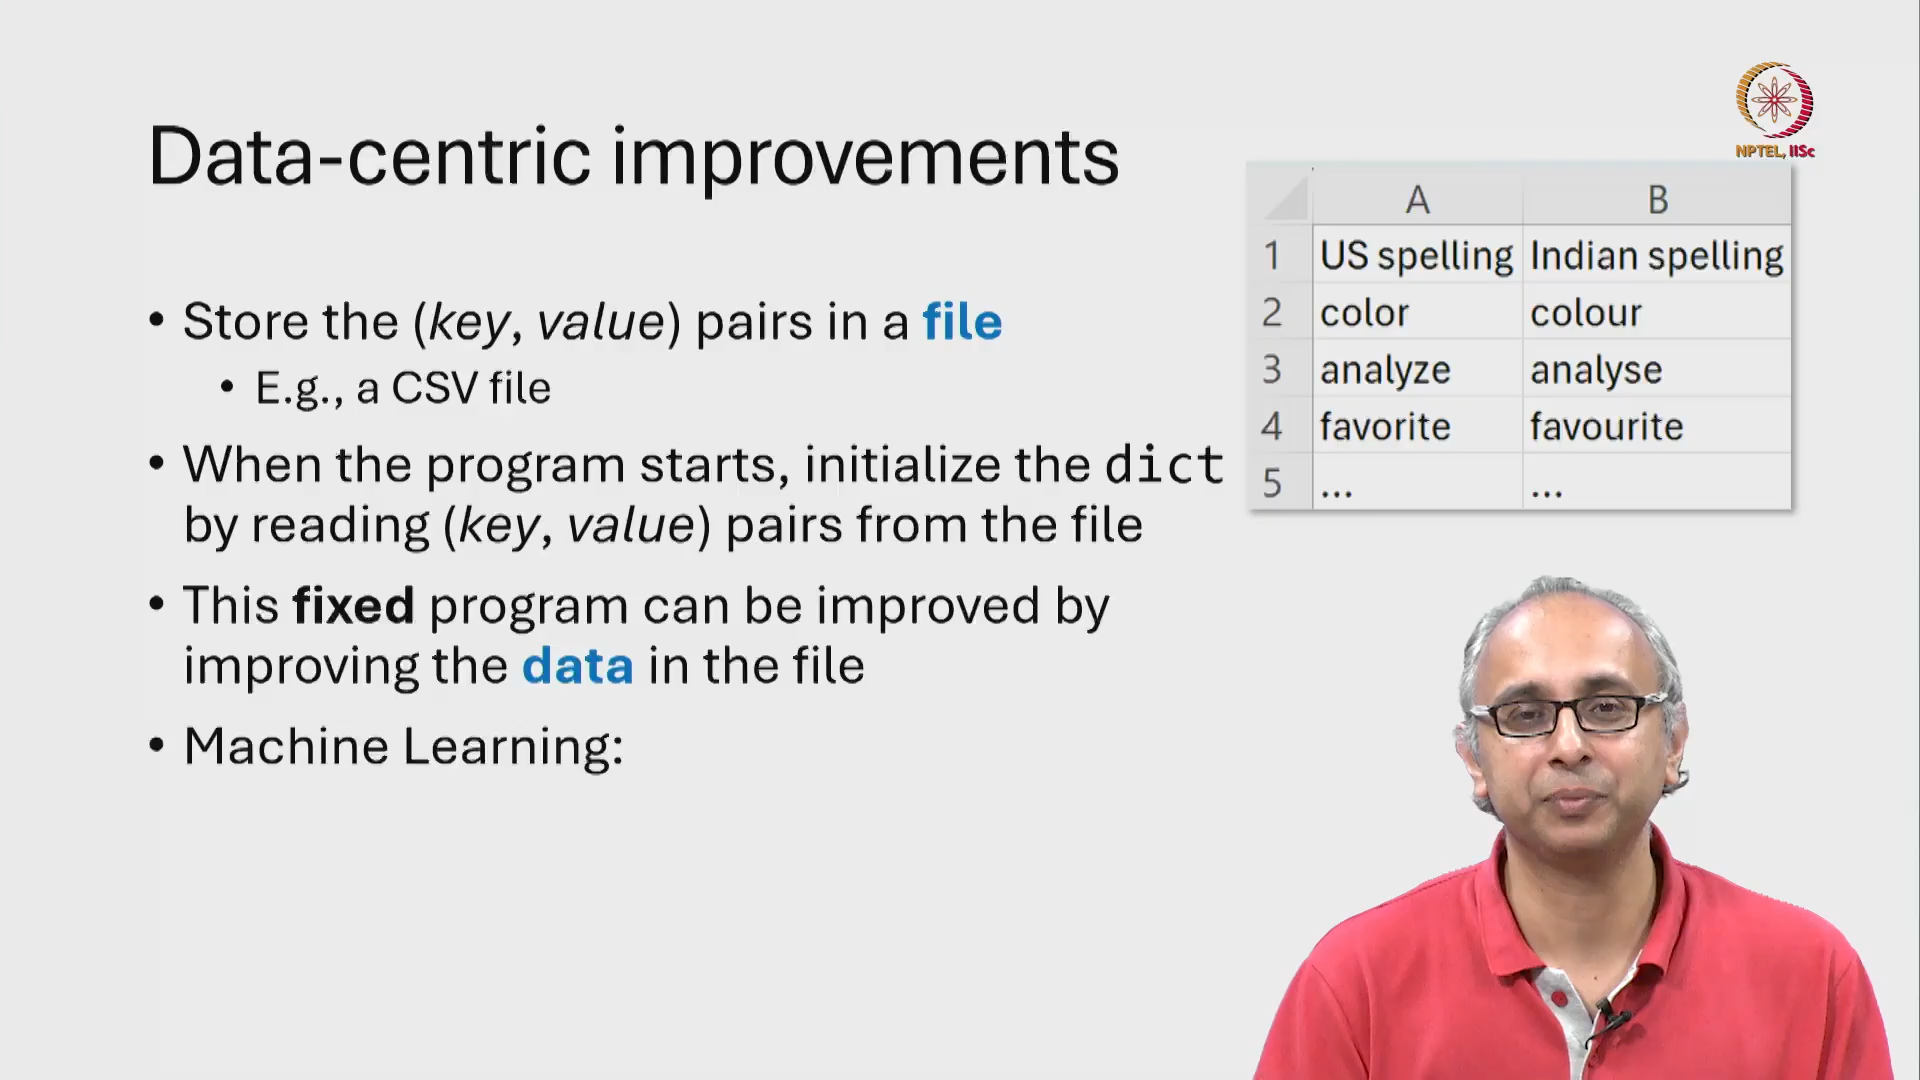 Data-centric improvements
NPTEL, IISc
• Store the (key, value) pairs in a file
• E.g., a CSV file
• When the program starts, initialize the dict
by reading (key, value) pairs from the file
• This fixed program can be improved by
improving the data in the file
• Machine Learning:
A B
1 US spelling Indian spelling
2 color colour
3 analyze analyse
4 favorite favourite
5 ... ...